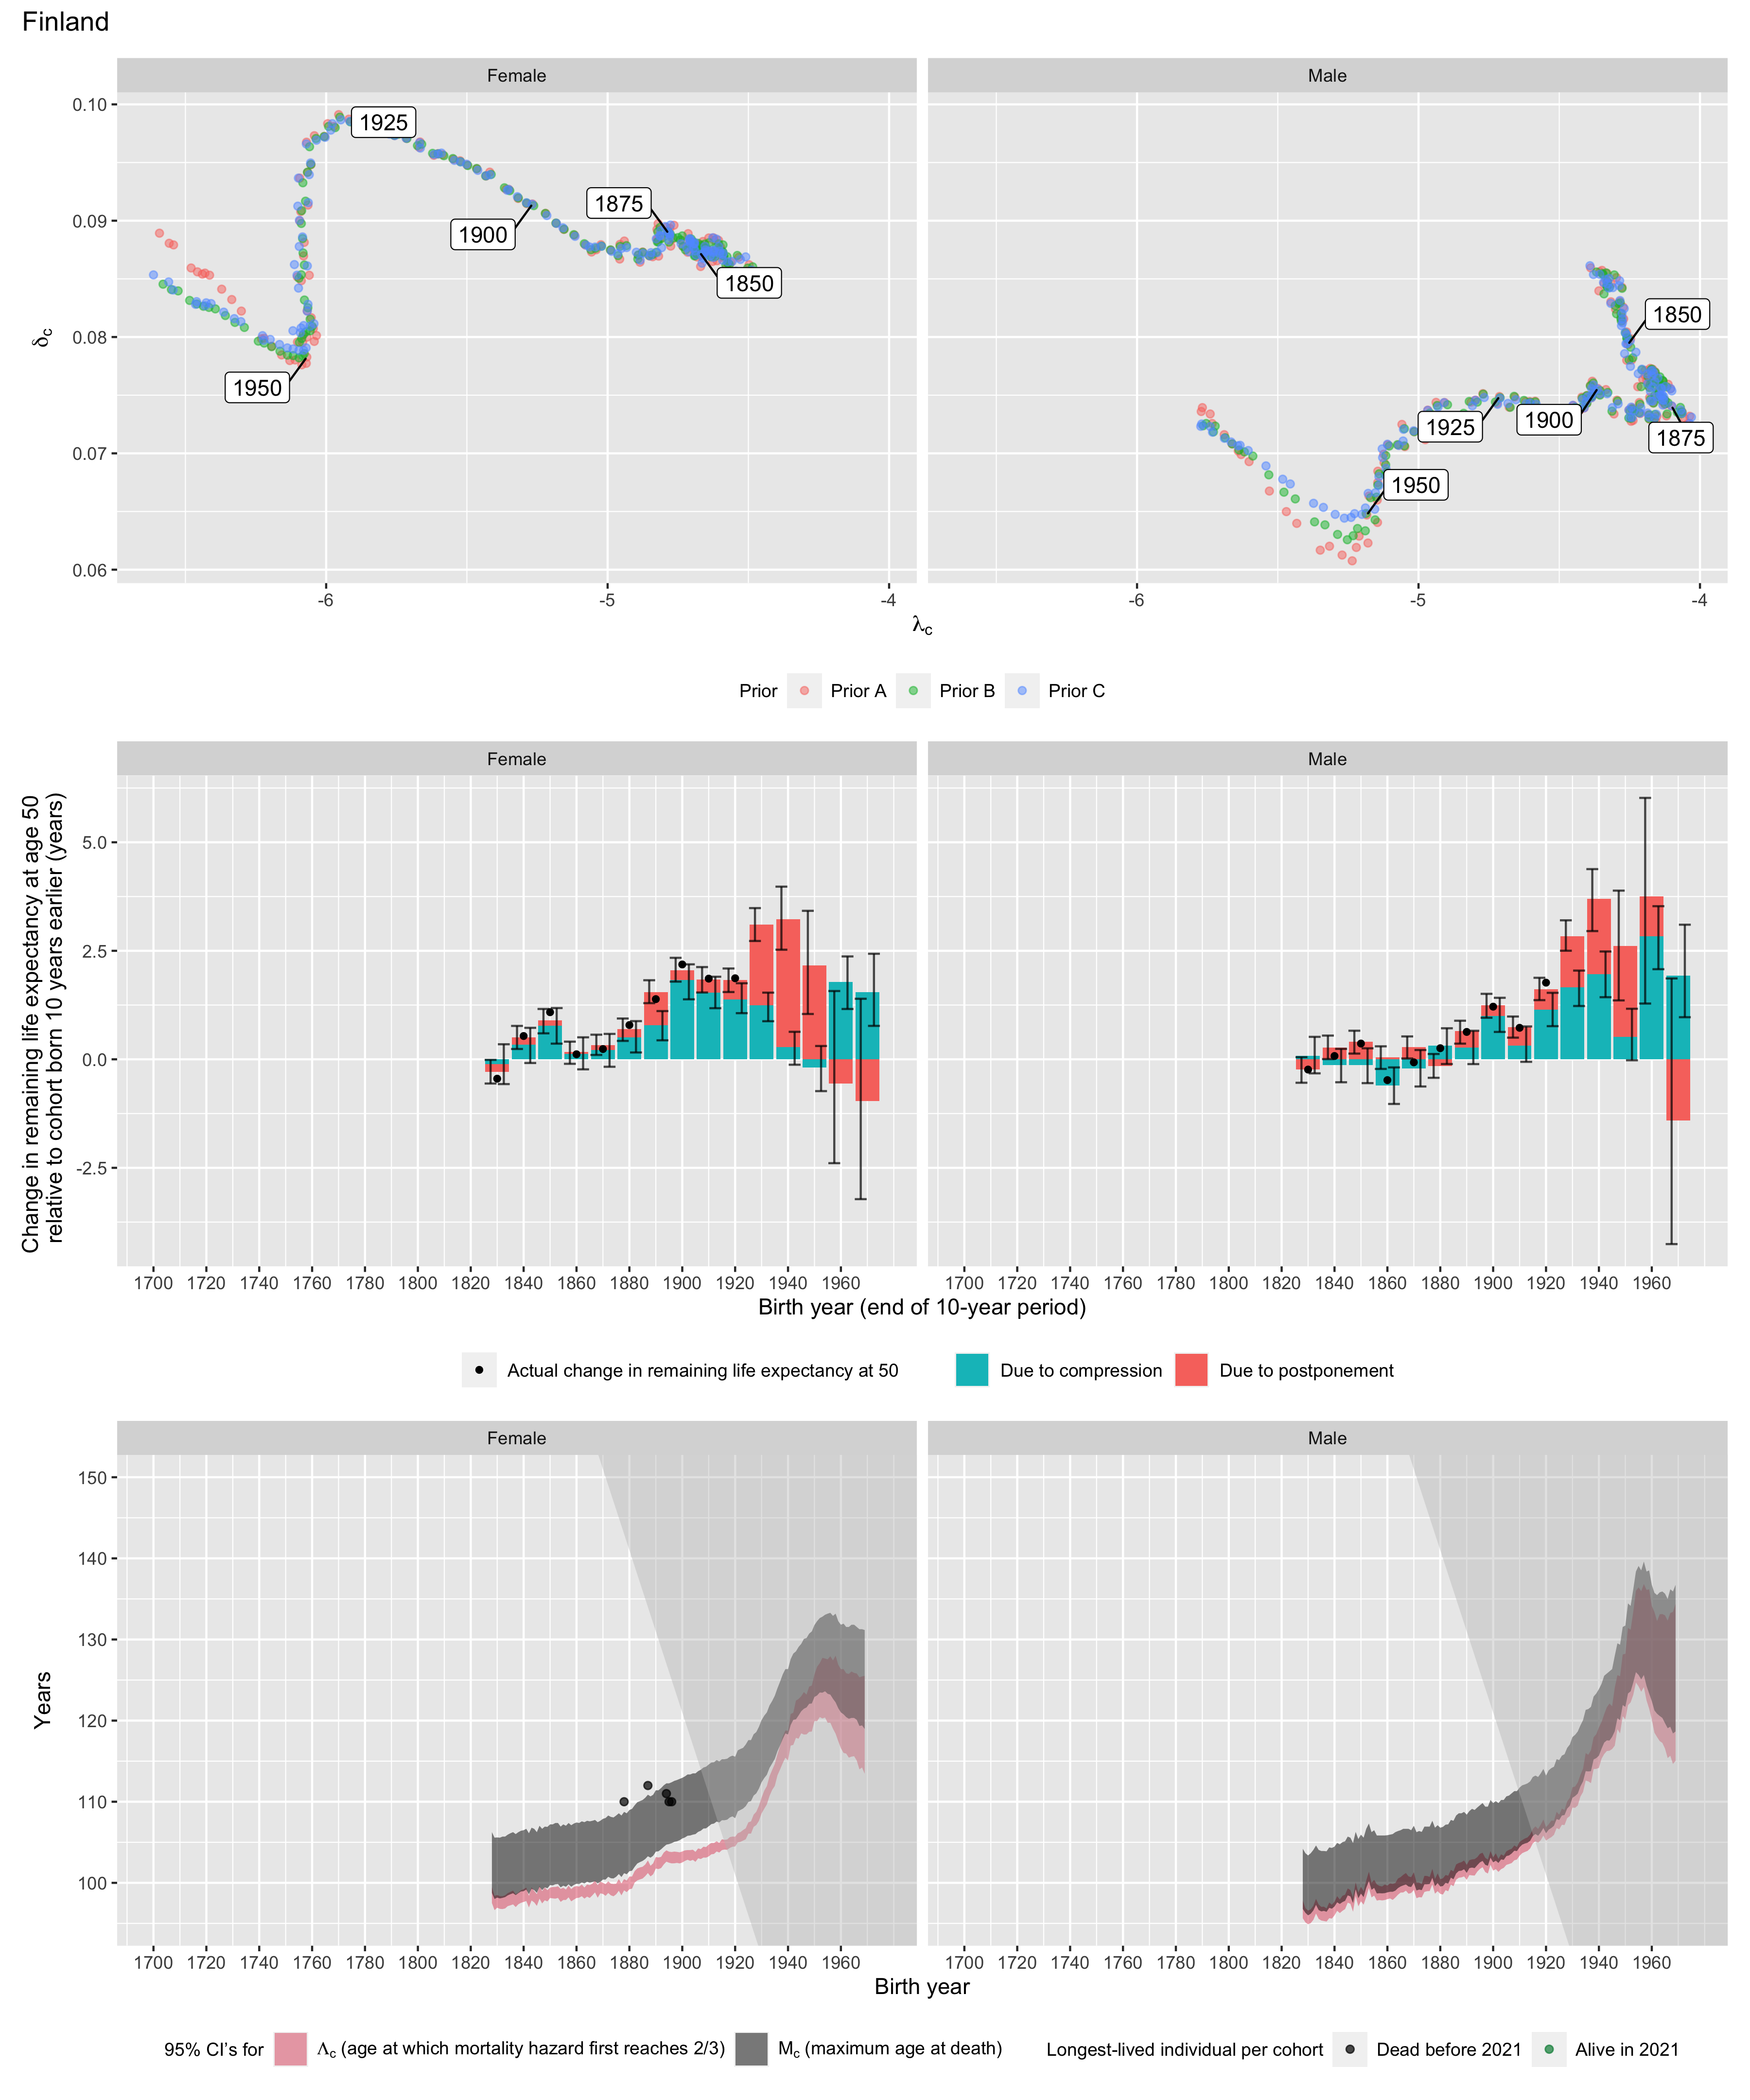 Finland
Female Male
0.10
0.09
0.08
0.07
0.06
δc
1925
1875
1900
1850
1950
1850
1925
1900
1875
1950
-6 -5 -4 -6 -5 -4
λc
Prior Prior A Prior B Prior C
Female Male
Change in remaining life expectancy at age 50
relative to cohort born 10 years earlier (years)
5.0
2.5
0.0
-2.5
1700 1720 1740 1760 1780 1800 1820 1840 1860 1880 1900 1920 1940 1960 1700 1720 1740 1760 1780 1800 1820 1840 1860 1880 1900 1920 1940 1960
Birth year (end of 10-year period)
Actual change in remaining life expectancy at 50 Due to compression Due to postponement
Female Male
Years
150
140
130
120
110
100
1700 1720 1740 1760 1780 1800 1820 1840 1860 1880 1900 1920 1940 1960 1700 1720 1740 1760 1780 1800 1820 1840 1860 1880 1900 1920 1940 1960
Birth year
95% CI's for Λc (age at which mortality hazard first reaches 2/3) Mc (maximum age at death) Longest-lived individual per cohort Dead before 2021 Alive in 2021